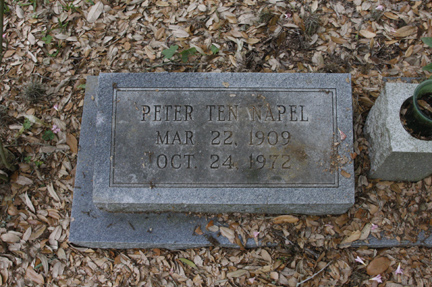 PETER TEN NAPEL
MAR 22, 1909
OCT. 24, 1972